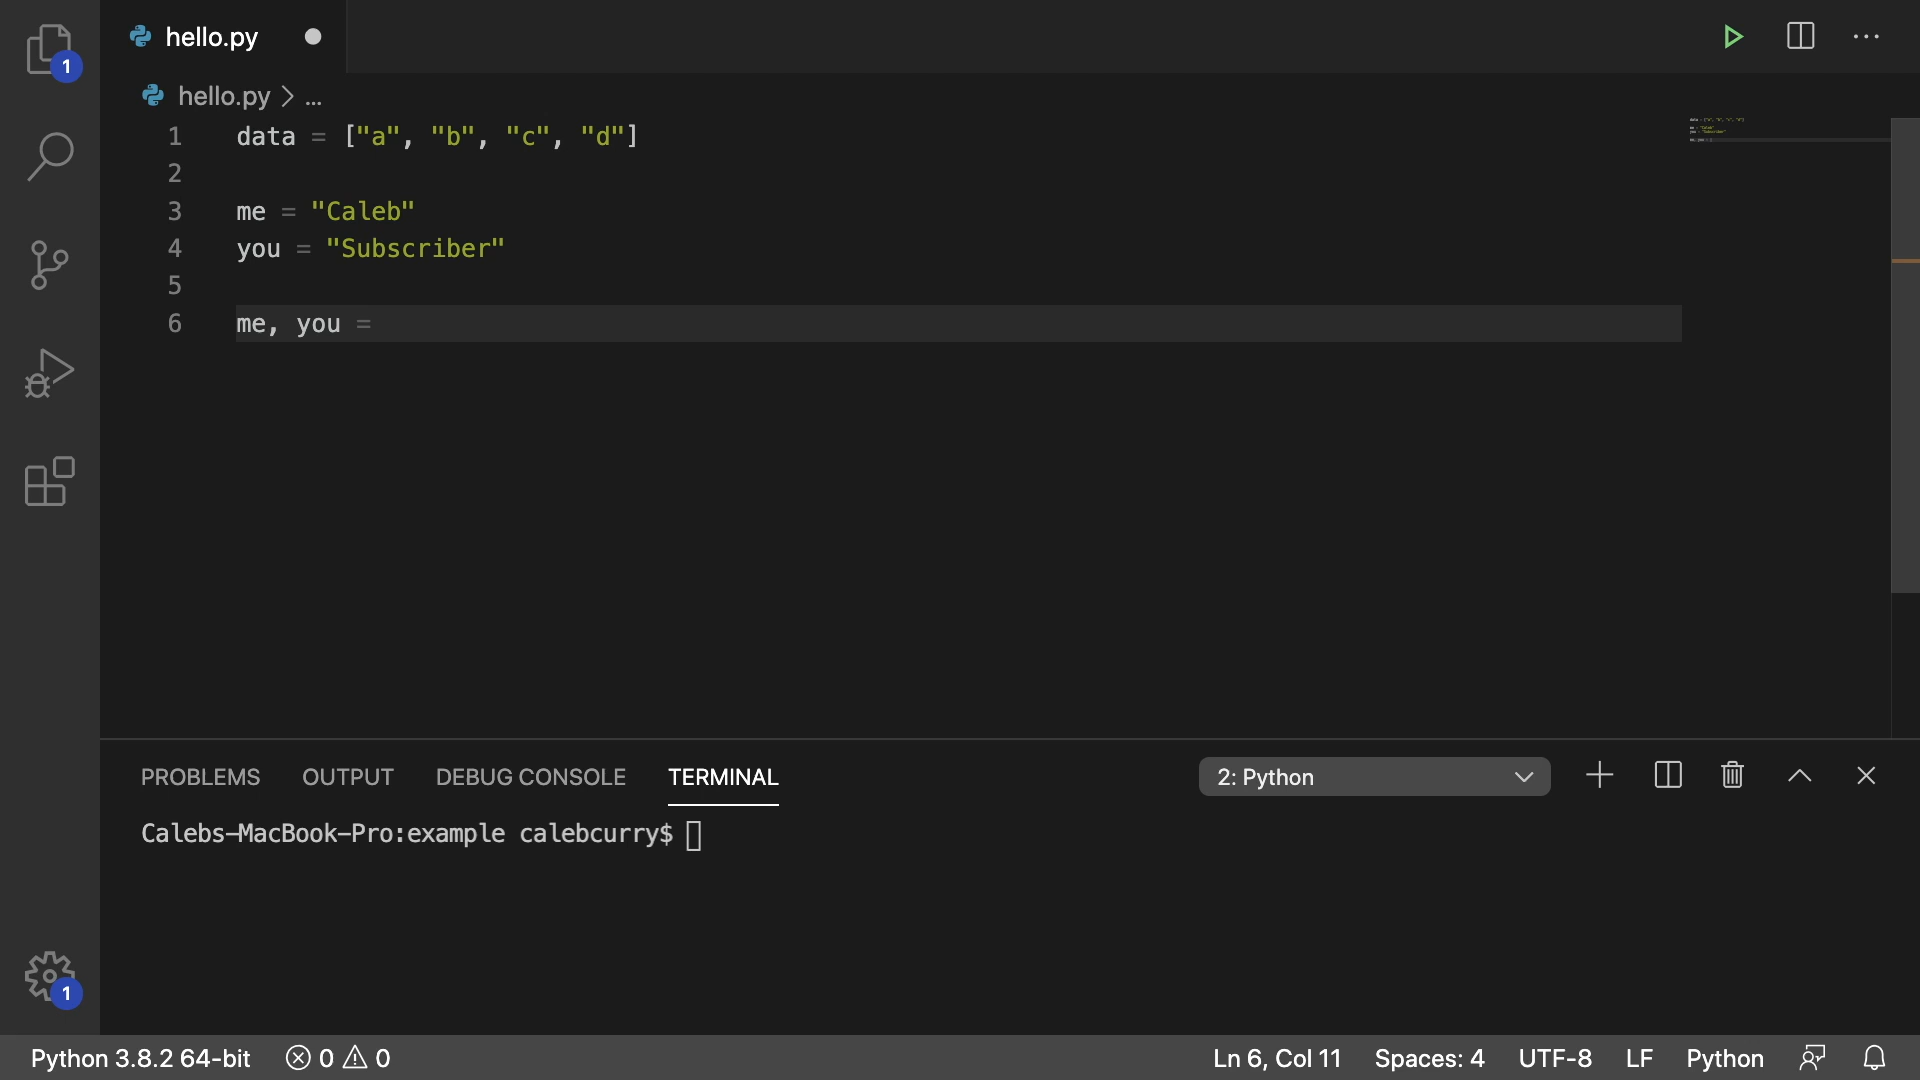 hello.py
1
hello.py > ...
1 data = ["a", "b", "c", "d"]
2
3 me = "Caleb"
4 you = "Subscriber"
5
6 me, you =
PROBLEMS OUTPUT DEBUG CONSOLE TERMINAL 2: Python
Calebs-MacBook-Pro:example calebcurry$
1
Python 3.8.2 64-bit 0 0 Ln 6, Col 11 Spaces: 4 UTF-8 LF Python